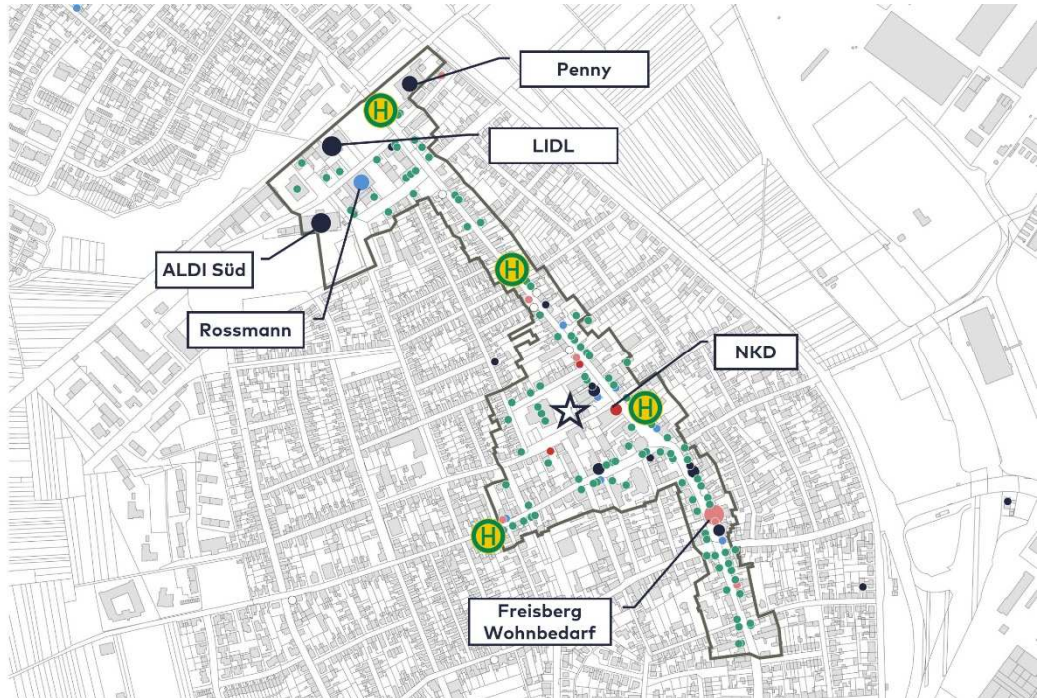 Penny
H
LIDL
ALDI Süd
Rossmann
H
NKD
H
H
Freisberg
Wohnbedarf